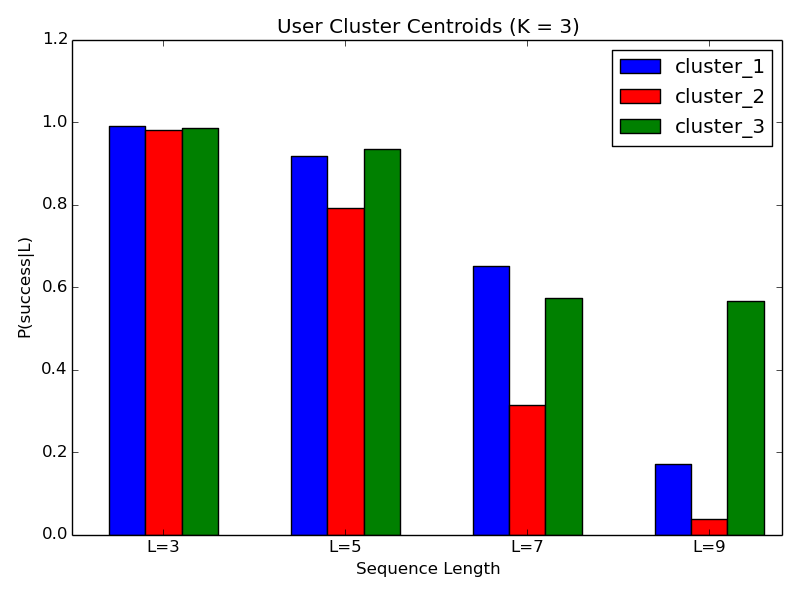 User Cluster Centroids (K = 3)
1.2
1.0
0.8
0.6
0.4
0.2
0.0
P(success|L)
cluster_1
cluster_2
cluster_3
L=3 L=5 L=7 L=9
Sequence Length